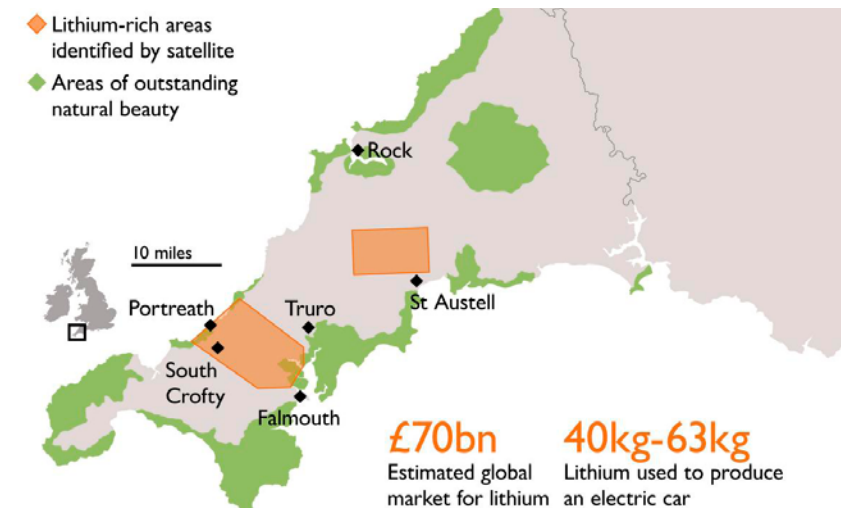 Lithium-rich areas
identified by satellite
Areas of outstanding
natural beauty
Rock
10 miles
Portreath
Truro
St Austell
South
Crofty
Falmouth
£70bn
Estimated global
market for lithium
40kg-63kg
Lithium used to produce
an electric car